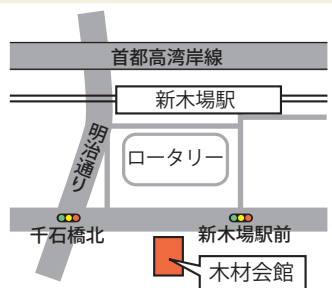 首都高湾岸線
新木場駅
明治通り
ロータリー
千石橋北
新木場駅前
木材会館